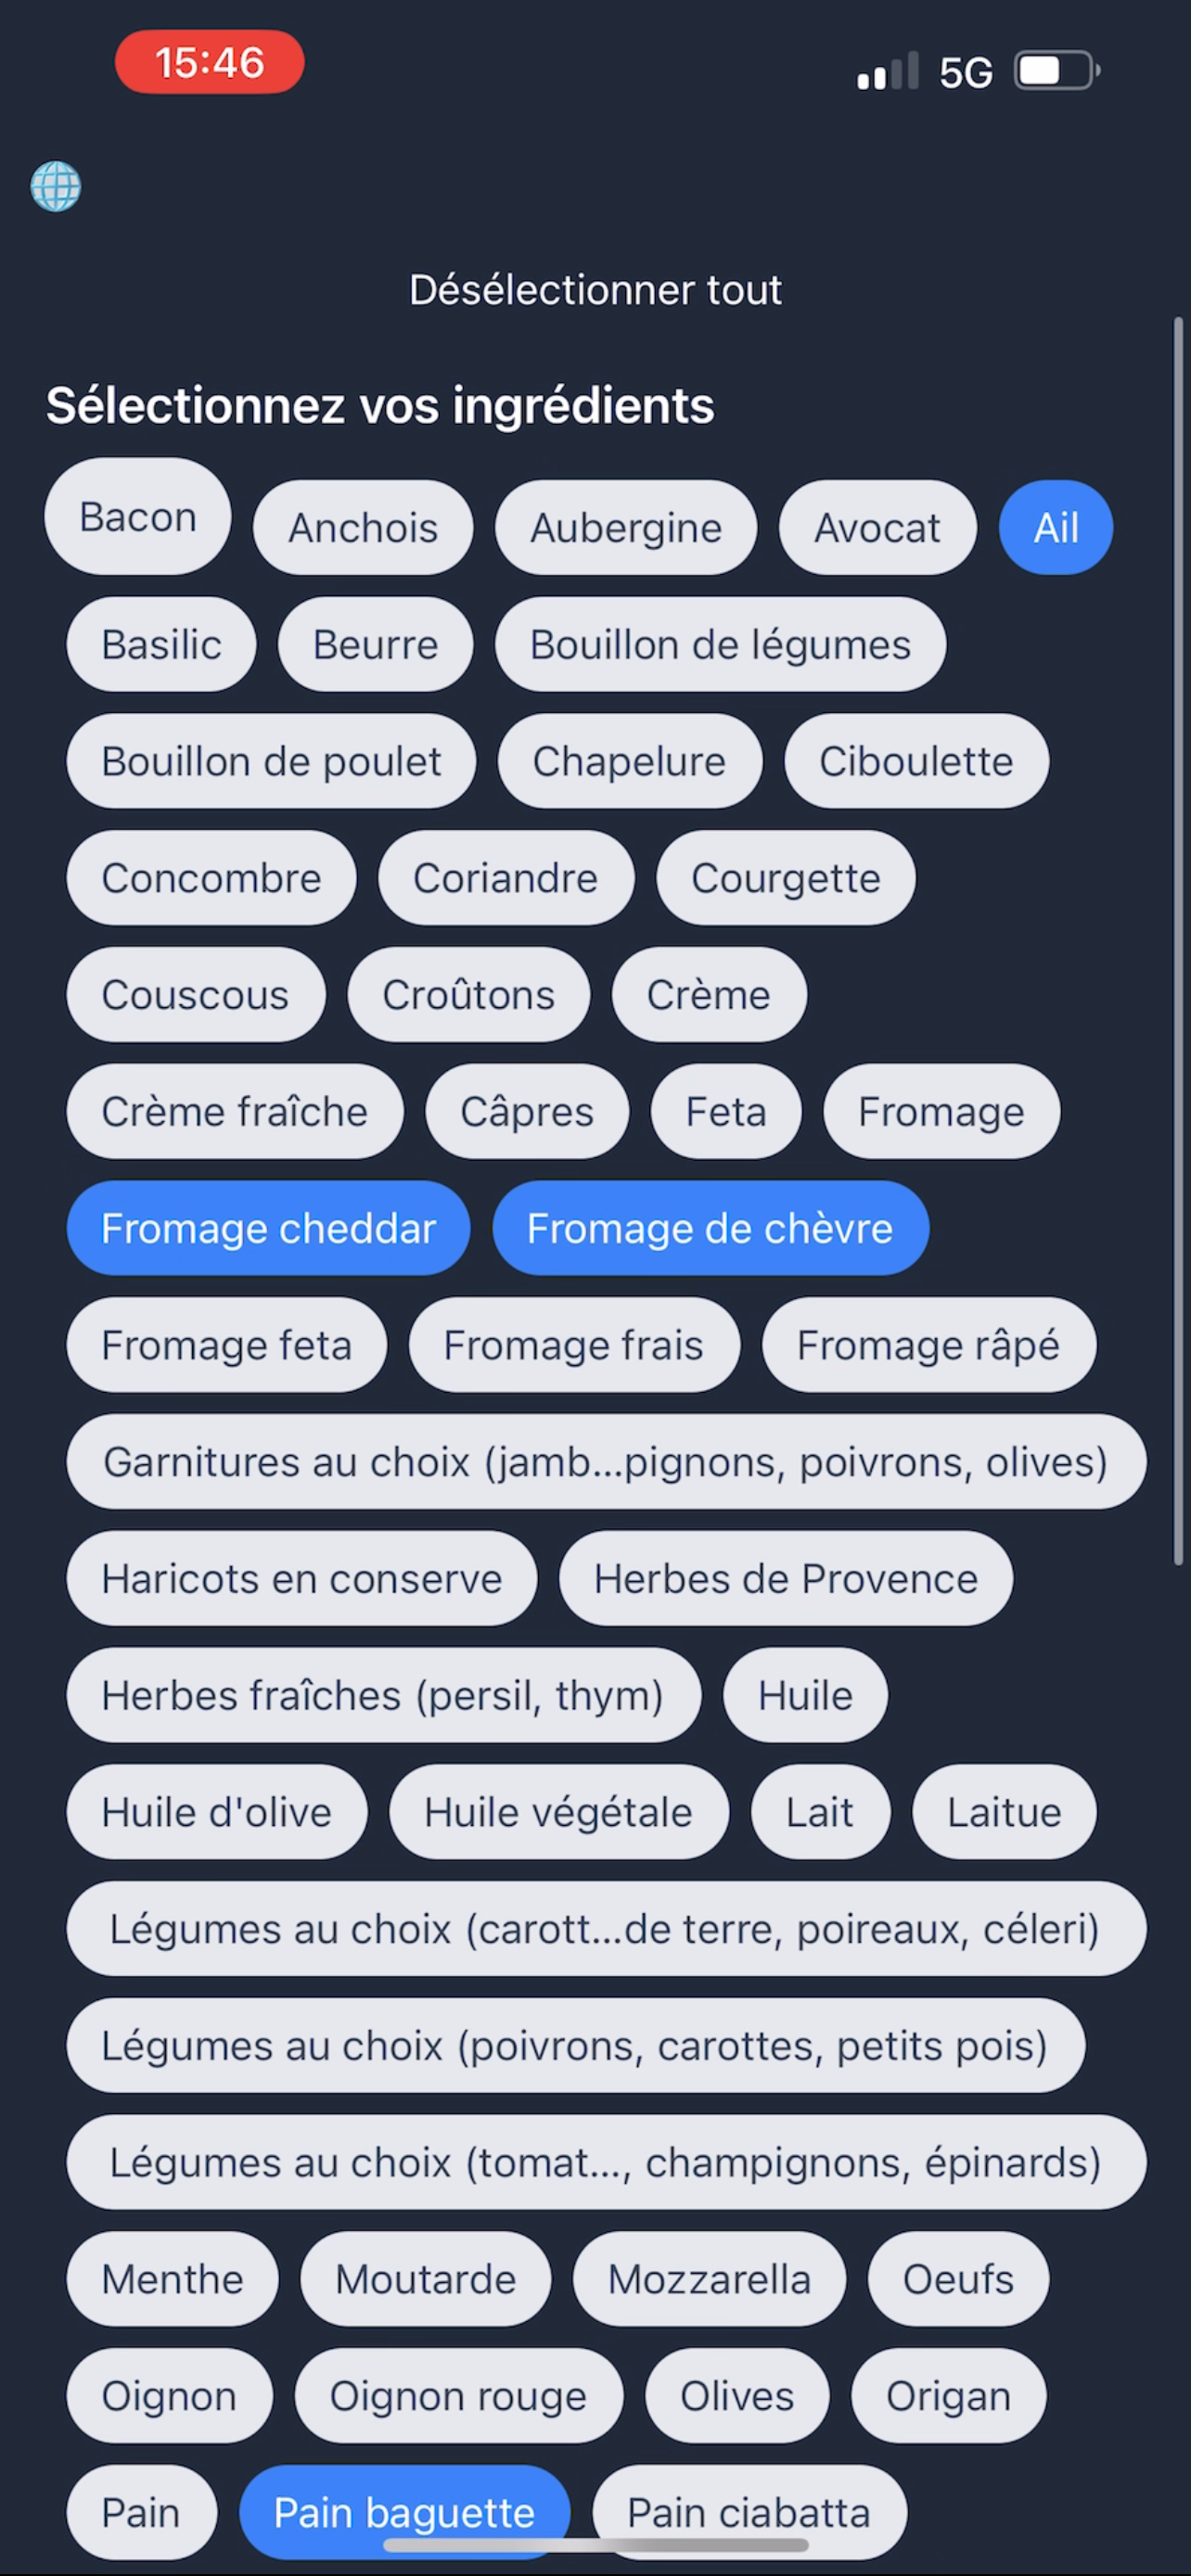 15:46 5G
Désélectionner tout
Sélectionnez vos ingrédients
Bacon Anchois Aubergine Avocat Ail
Basilic Beurre Bouillon de légumes
Bouillon de poulet Chapelure Ciboulette
Concombre Coriandre Courgette
Couscous Croûtons Crème
Crème fraîche Câpres Feta Fromage
Fromage cheddar Fromage de chèvre
Fromage feta Fromage frais Fromage râpé
Garnitures au choix (jamb...pignons, poivrons, olives)
Haricots en conserve Herbes de Provence
Herbes fraîches (persil, thym) Huile
Huile d'olive Huile végétale Lait Laitue
Légumes au choix (carott...de terre, poireaux, céleri)
Légumes au choix (poivrons, carottes, petits pois)
Légumes au choix (tomat..., champignons, épinards)
Menthe Moutarde Mozzarella Oeufs
Oignon Oignon rouge Olives Origan
Pain Pain baguette Pain ciabatta